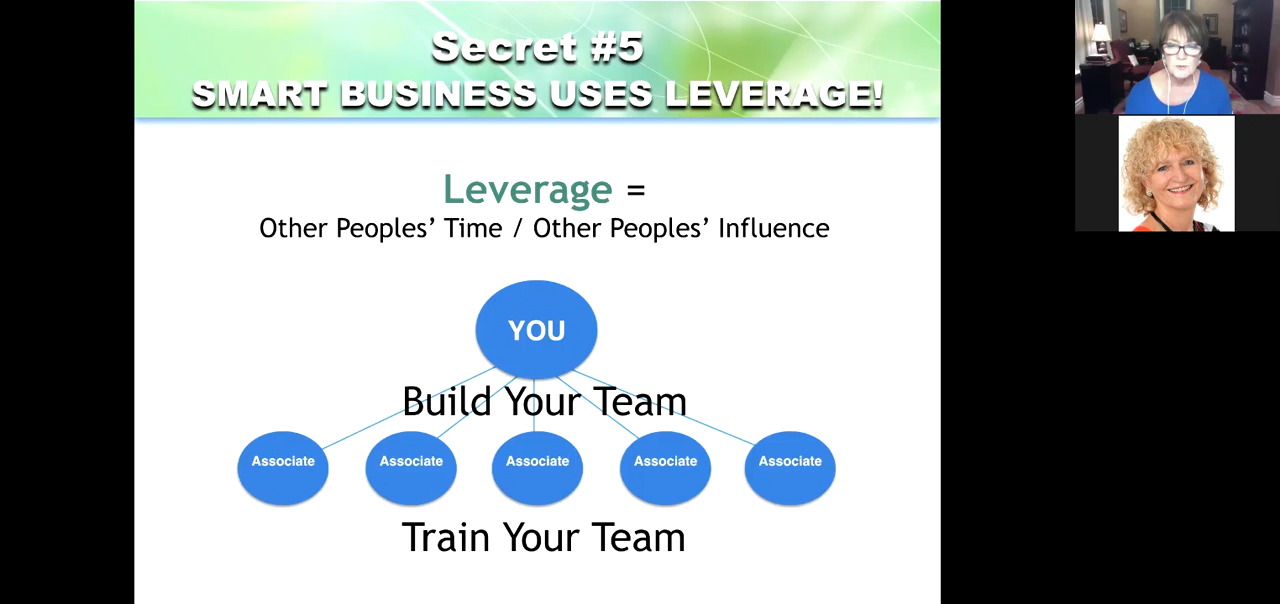 Secret #5
SMART BUSINESS USES LEVERAGE!
Leverage =
Other Peoples’ Time / Other Peoples’ Influence
YOU
Build Your Team
Associate Associate Associate Associate Associate
Train Your Team